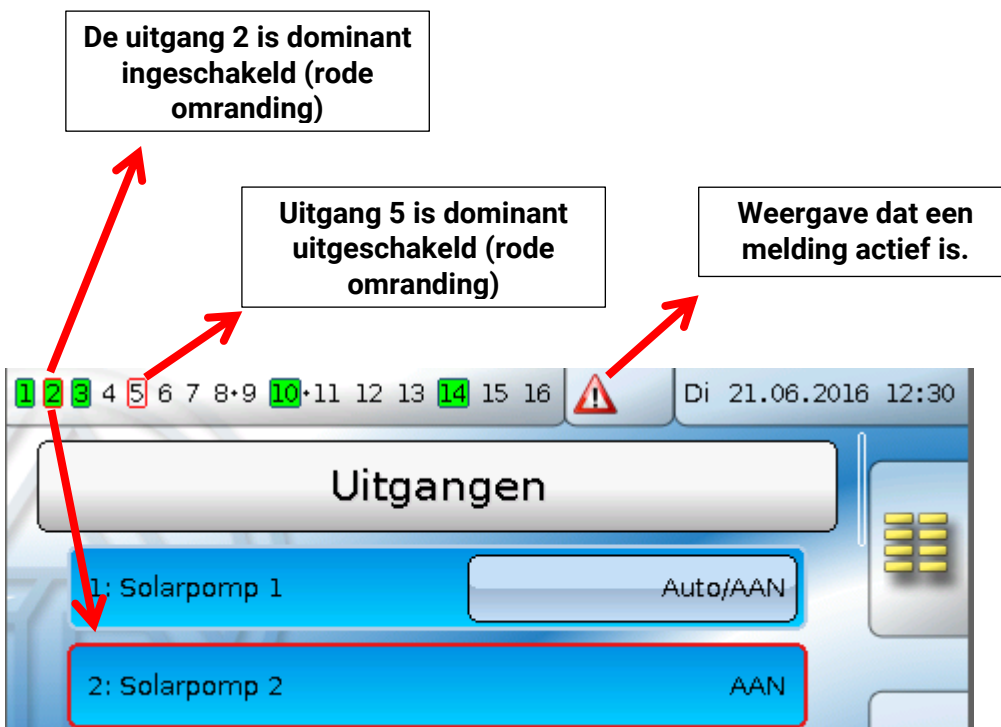 De uitgang 2 is dominant
ingeschakeld (rode
omranding)
Uitgang 5 is dominant
uitgeschakeld (rode
omranding)
Weergave dat een
melding actief is.
1 2 3 4 5 6 7 8•9 10•11 12 13 14 15 16
Di 21.06.2016 12:30
Uitgangen
1: Solarpomp 1 Auto/AAN
2: Solarpomp 2 AAN